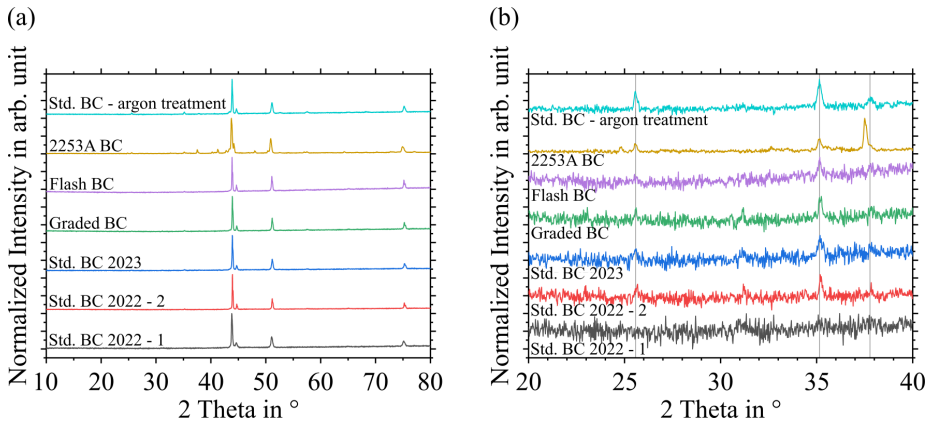 (a)
Normalized Intensity in arb. unit
Std. BC - argon treatment
2253A BC
Flash BC
Graded BC
Std. BC 2023
Std. BC 2022 - 2
Std. BC 2022 - 1
10 20 30 40 50 60 70 80
2 Theta in °
(b)
Normalized Intensity in arb. unit
Std. BC - argon treatment
2253A BC
Flash BC
Graded BC
Std. BC 2023
Std. BC 2022 - 2
Std. BC 2022 - 1
20 25 30 35 40
2 Theta in °